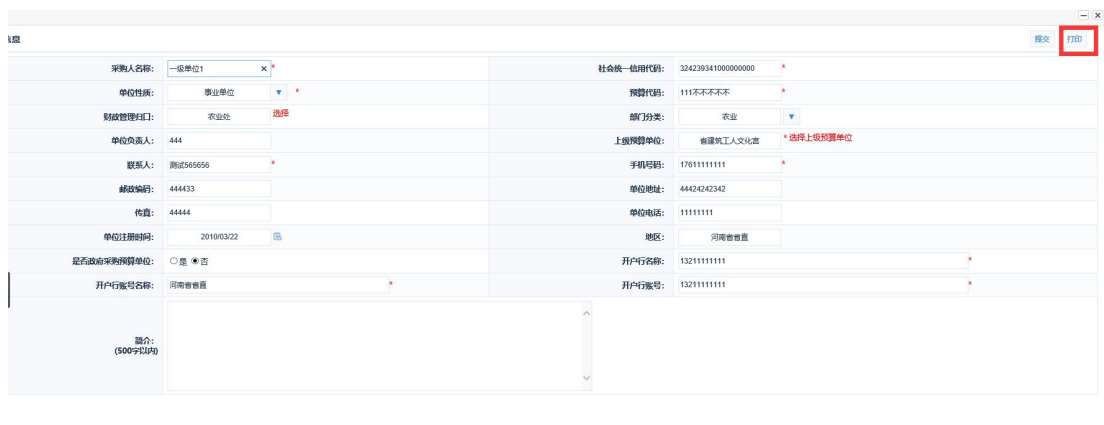 信息
提交 打印
采购人名称： 一级单位1 × * 社会统一信用代码： 324239341000000000 *
单位性质： 事业单位 * 预算代码： 111不不不不不 *
财政管理归口： 农业处 选择 部门分类： 农业
单位负责人： 444 上级预算单位： 省建筑工人文化宫 * 选择上级预算单位
联系人： 测试565656 * 手机号码： 17611111111 *
邮政编码： 444433 单位地址： 44424242342
传真： 44444 单位电话： 11111111
单位注册时间： 2010/03/22 地区： 河南省省直
是否政府采购预算单位： 是 否 开户行名称： 13211111111 *
开户行账号名称： 河南省省直 * 开户行账号： 13211111111 *
简介：
(500字以内)